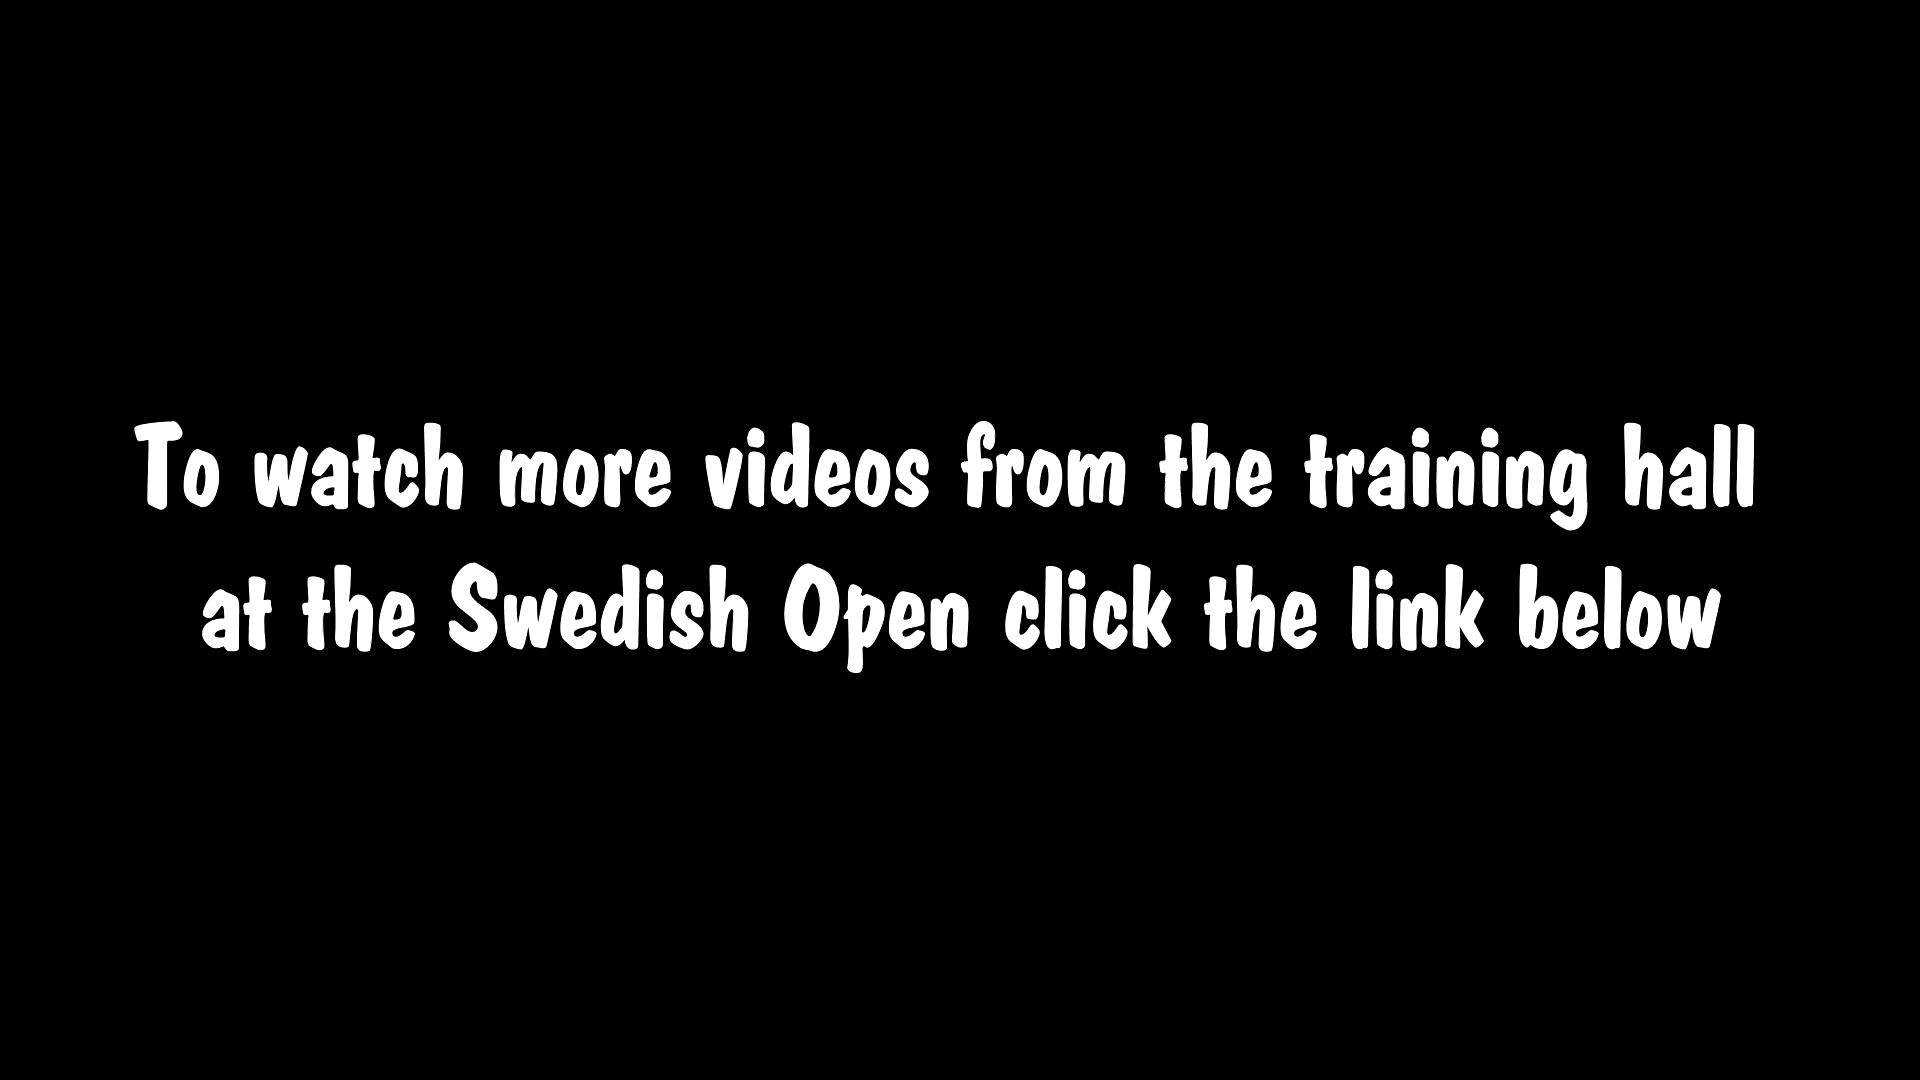 To watch more videos from the training hall
at the Swedish Open click the link below